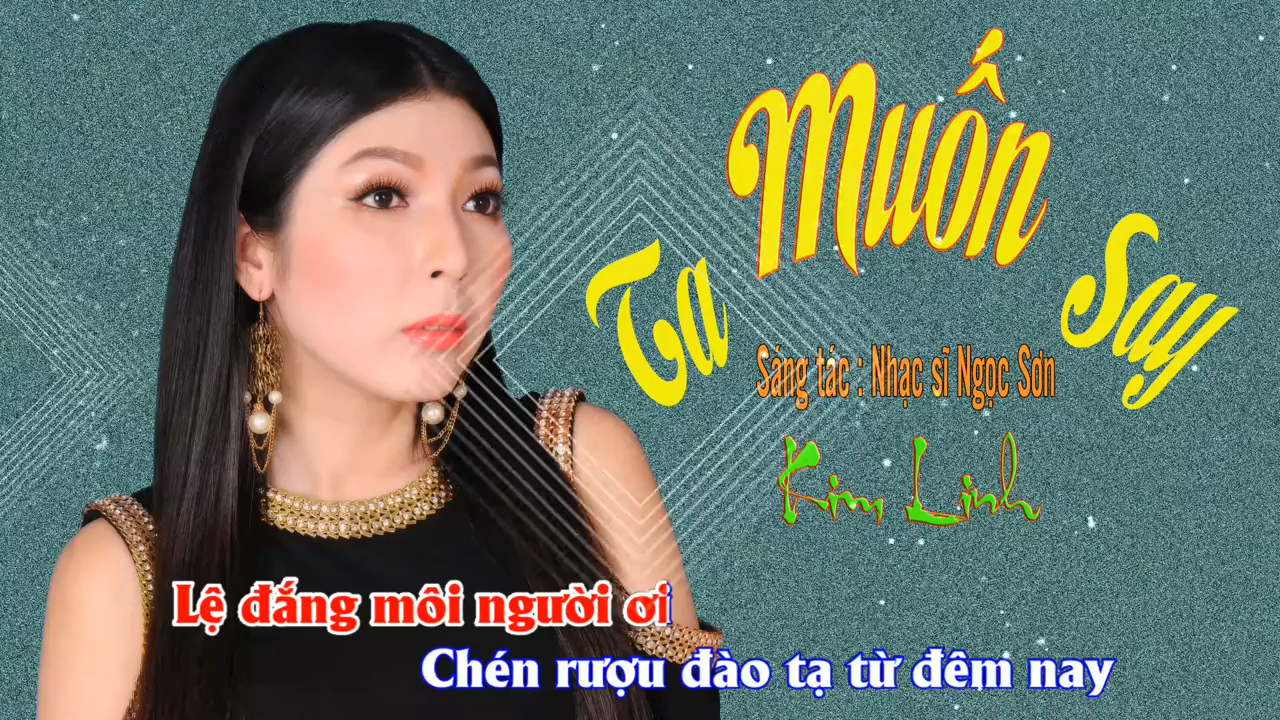 Ta Muốn Say
Sáng tác : Nhạc sĩ Ngọc Sơn
Kim Linh
Lệ đắng môi người ơi
Chén rượu đào tạ từ đêm nay